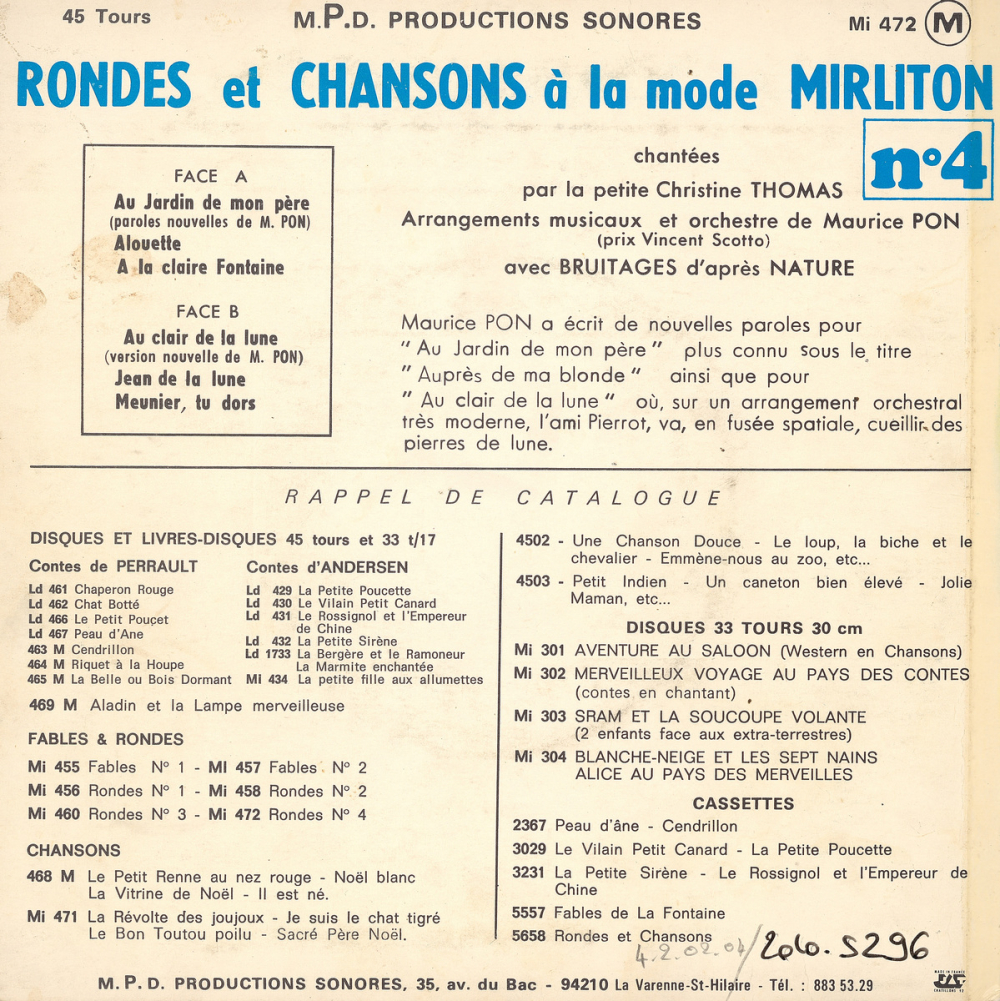 45 Tours
M.P.D. PRODUCTIONS SONORES
Mi 472 M
RONDES et CHANSONS à la mode MIRLITON
n°4
FACE A
Au Jardin de mon père
(paroles nouvelles de M. PON)
Alouette
A la claire Fontaine
FACE B
Au clair de la lune
(version nouvelle de M. PON)
Jean de la lune
Meunier, tu dors
chantées
par la petite Christine THOMAS
Arrangements musicaux et orchestre de Maurice PON
(prix Vincent Scotto)
avec BRUITAGES d'après NATURE
Maurice PON a écrit de nouvelles paroles pour
"Au Jardin de mon père" plus connu sous le titre
"Auprès de ma blonde" ainsi que pour
"Au clair de la lune" où, sur un arrangement orchestral
très moderne, l'ami Pierrot, va, en fusée spatiale, cueillir des
pierres de lune.
RAPPEL DE CATALOGUE
DISQUES ET LIVRES-DISQUES 45 tours et 33 t/17
Contes de PERRAULT
Ld 461 Chaperon Rouge
Ld 462 Chat Botté
Ld 466 Le Petit Pouçet
Ld 467 Peau d'Ane
463 M Cendrillon
464 M Riquet à la Houpe
465 M La Belle ou Bois Dormant
Contes d'ANDERSEN
Ld 429 La Petite Poucette
Ld 430 Le Vilain Petit Canard
Ld 431 Le Rossignol et l'Empereur
de Chine
Ld 432 La Petite Sirène
Ld 1733 La Bergère et le Ramoneur
La Marmite enchantée
Mi 434 La petite fille aux allumettes
469 M Aladin et la Lampe merveilleuse
FABLES & RONDES
Mi 455 Fables N° 1 - MI 457 Fables N° 2
Mi 456 Rondes N° 1 - Mi 458 Rondes N° 2
Mi 460 Rondes N° 3 - Mi 472 Rondes N° 4
CHANSONS
468 M Le Petit Renne au nez rouge - Noël blanc
La Vitrine de Noël - Il est né.
Mi 471 La Révolte des joujoux - Je suis le chat tigré
Le Bon Toutou poilu - Sacré Père Noël.
4502 - Une Chanson Douce - Le loup, la biche et le
chevalier - Emmène-nous au zoo, etc...
4503 - Petit Indien - Un caneton bien élevé - Jolie
Maman, etc...
DISQUES 33 TOURS 30 cm
Mi 301 AVENTURE AU SALOON (Western en Chansons)
Mi 302 MERVEILLEUX VOYAGE AU PAYS DES CONTES
(contes en chantant)
Mi 303 SRAM ET LA SOUCOUPE VOLANTE
(2 enfants face aux extra-terrestres)
Mi 304 BLANCHE-NEIGE ET LES SEPT NAINS
ALICE AU PAYS DES MERVEILLES
CASSETTES
2367 Peau d'âne - Cendrillon
3029 Le Vilain Petit Canard - La Petite Poucette
3231 La Petite Sirène - Le Rossignol et l'Empereur de
Chine
5557 Fables de La Fontaine
5658 Rondes et Chansons
4.2.02.04/ 2do. 5296
M.P.D. PRODUCTIONS SONORES, 35, av. du Bac - 94210 La Varenne-St-Hilaire - Tél. : 883 53.29
MADE IN FRANCE